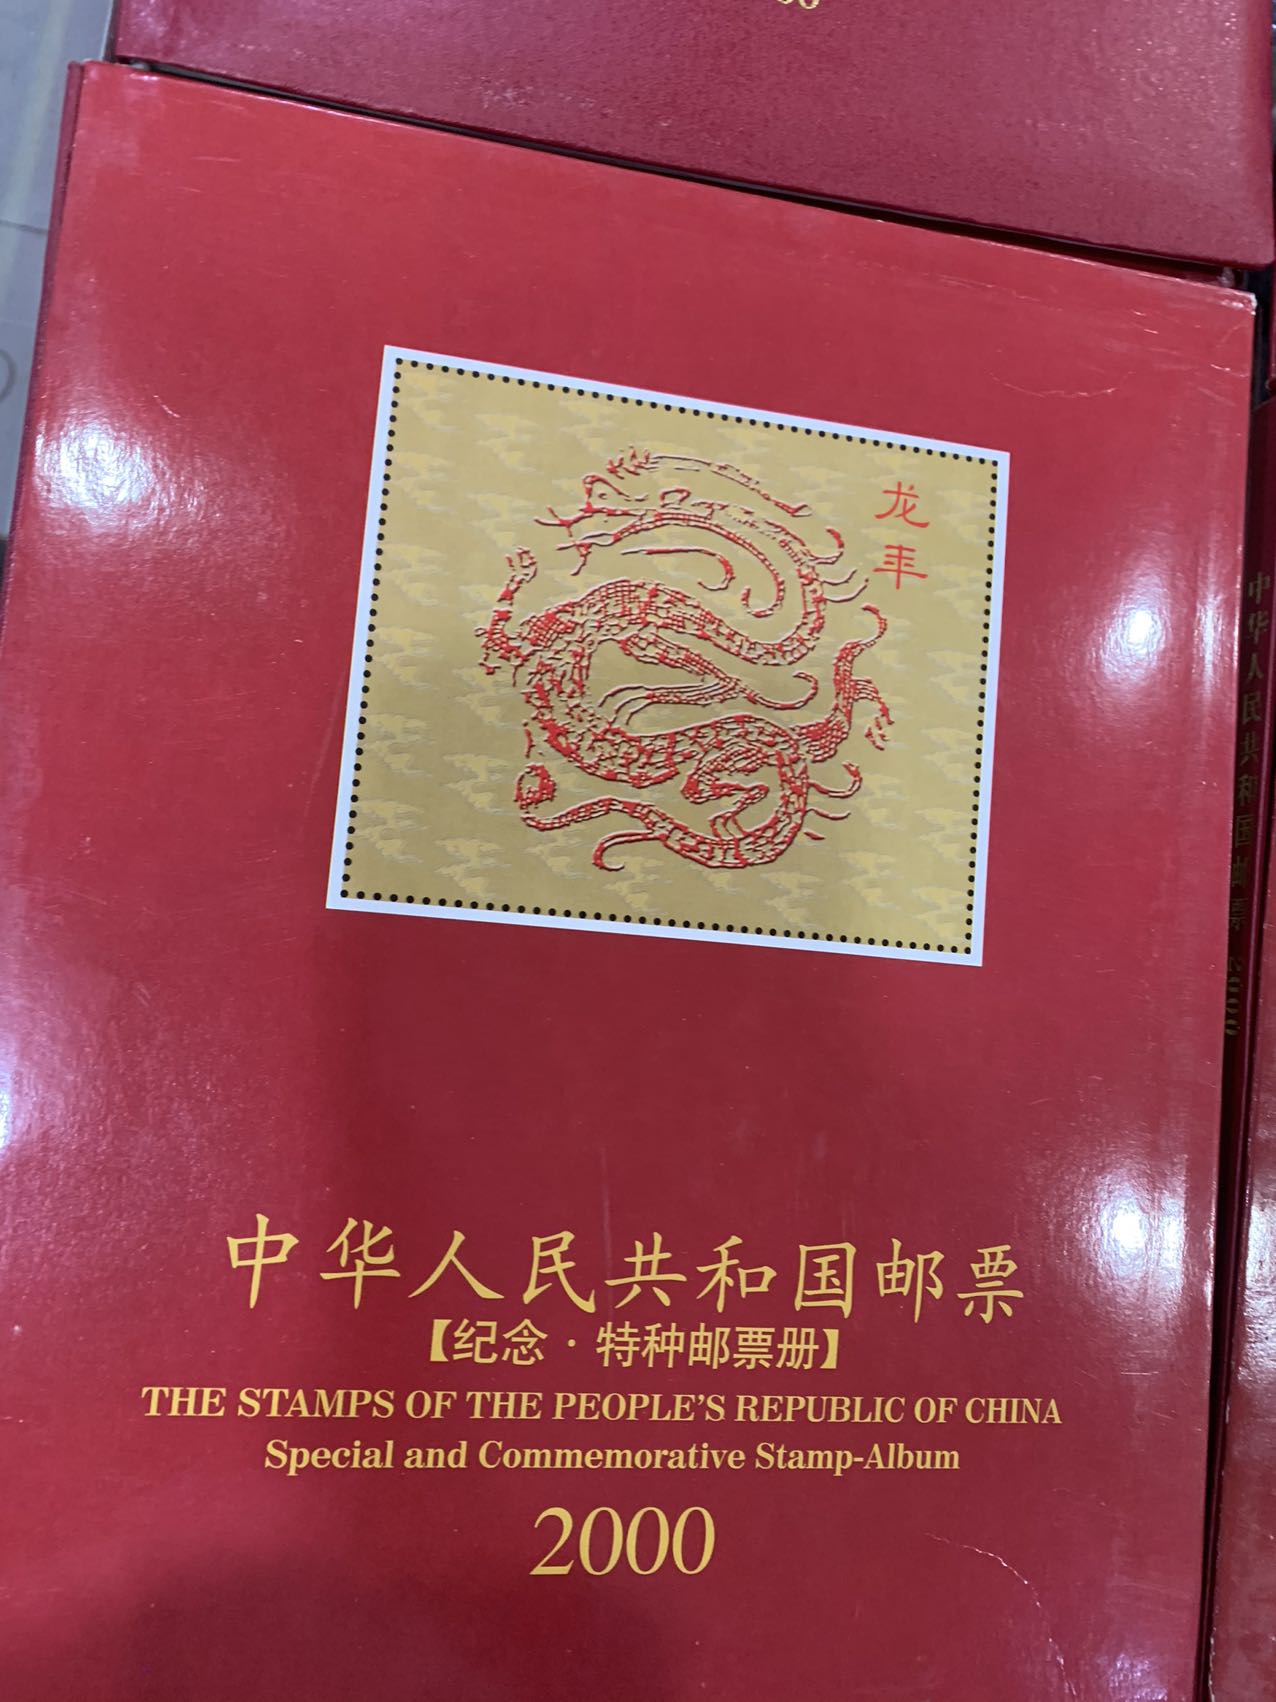 龙
年
中华人民共和国邮票
【纪念·特种邮票册】
THE STAMPS OF THE PEOPLE'S REPUBLIC OF CHINA
Special and Commemorative Stamp-Album
2000
中华人民共和国邮票 2000